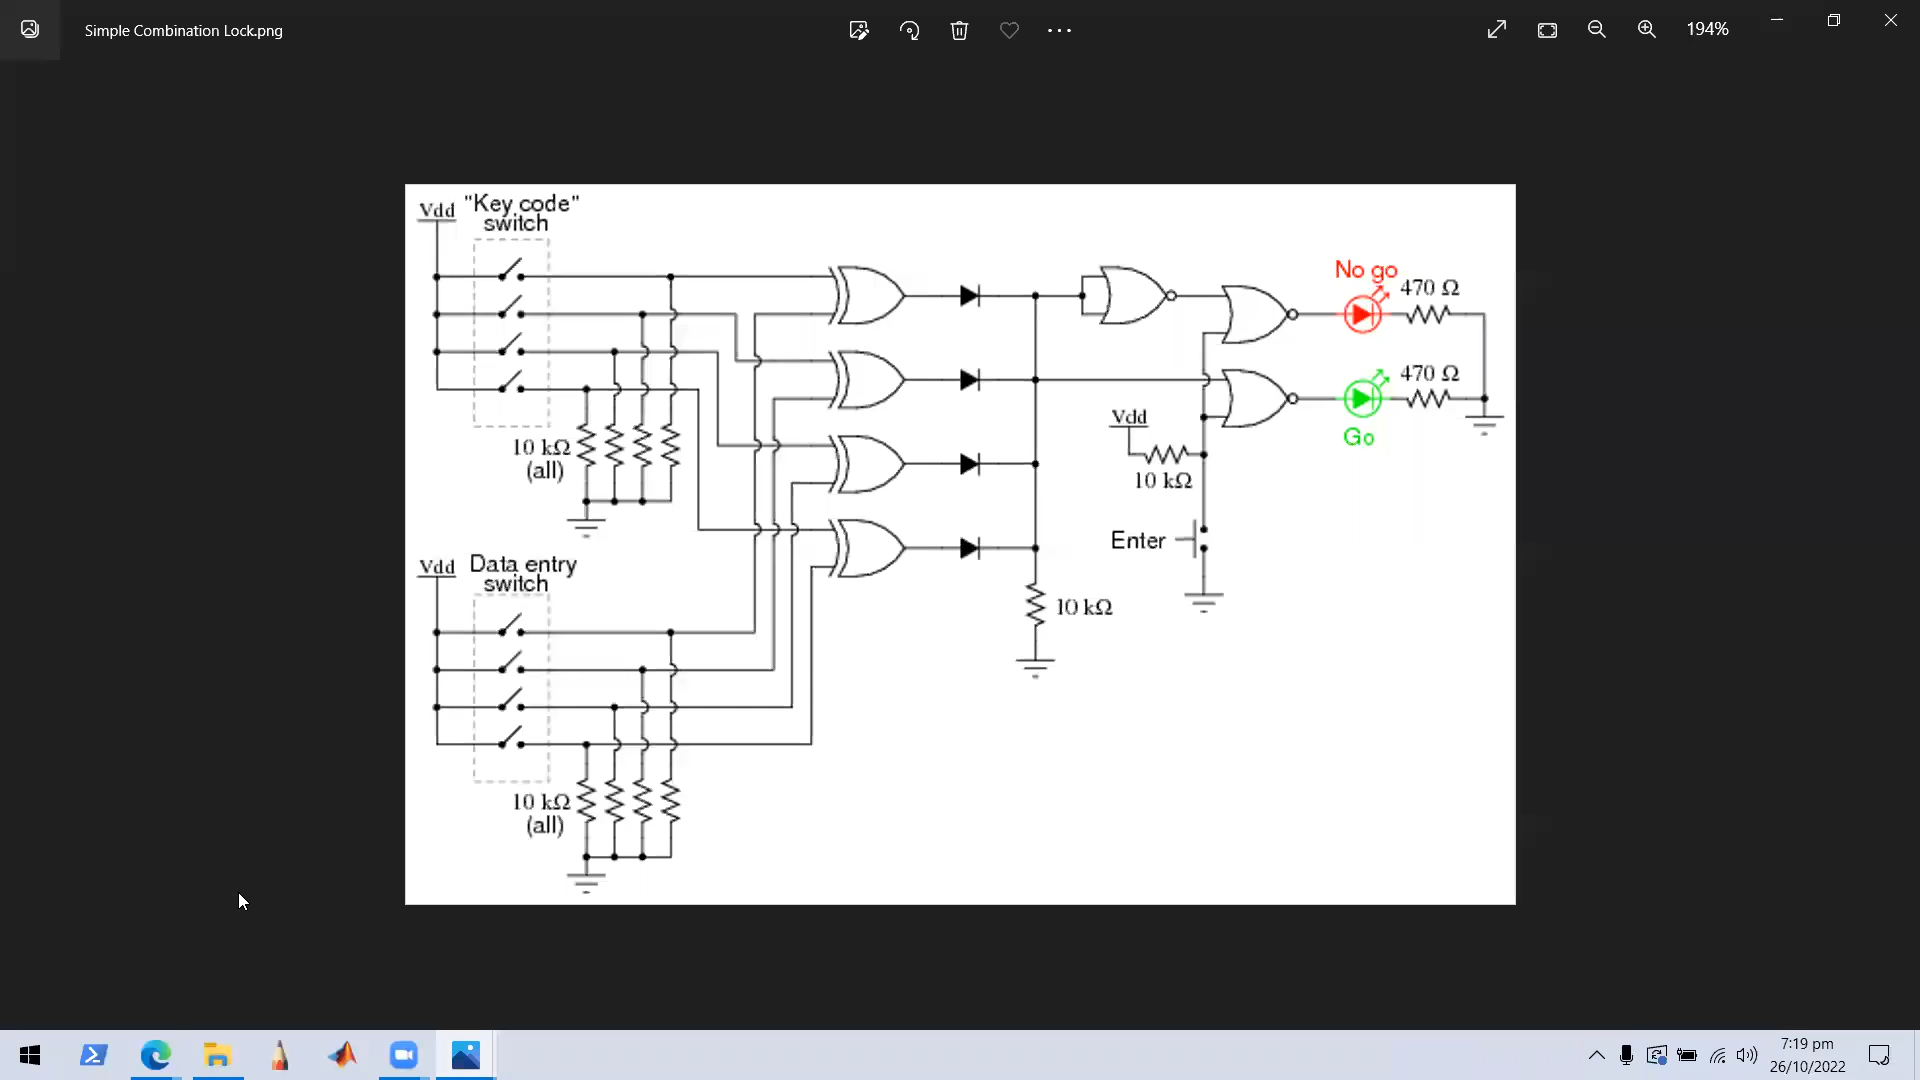 Simple Combination Lock.png
194%
Vdd
"Key code"
switch
10 kΩ
(all)
Vdd
Data entry
switch
10 kΩ
(all)
10 kΩ
Vdd
10 kΩ
Enter
No go
470 Ω
470 Ω
Go
7:19 pm
26/10/2022